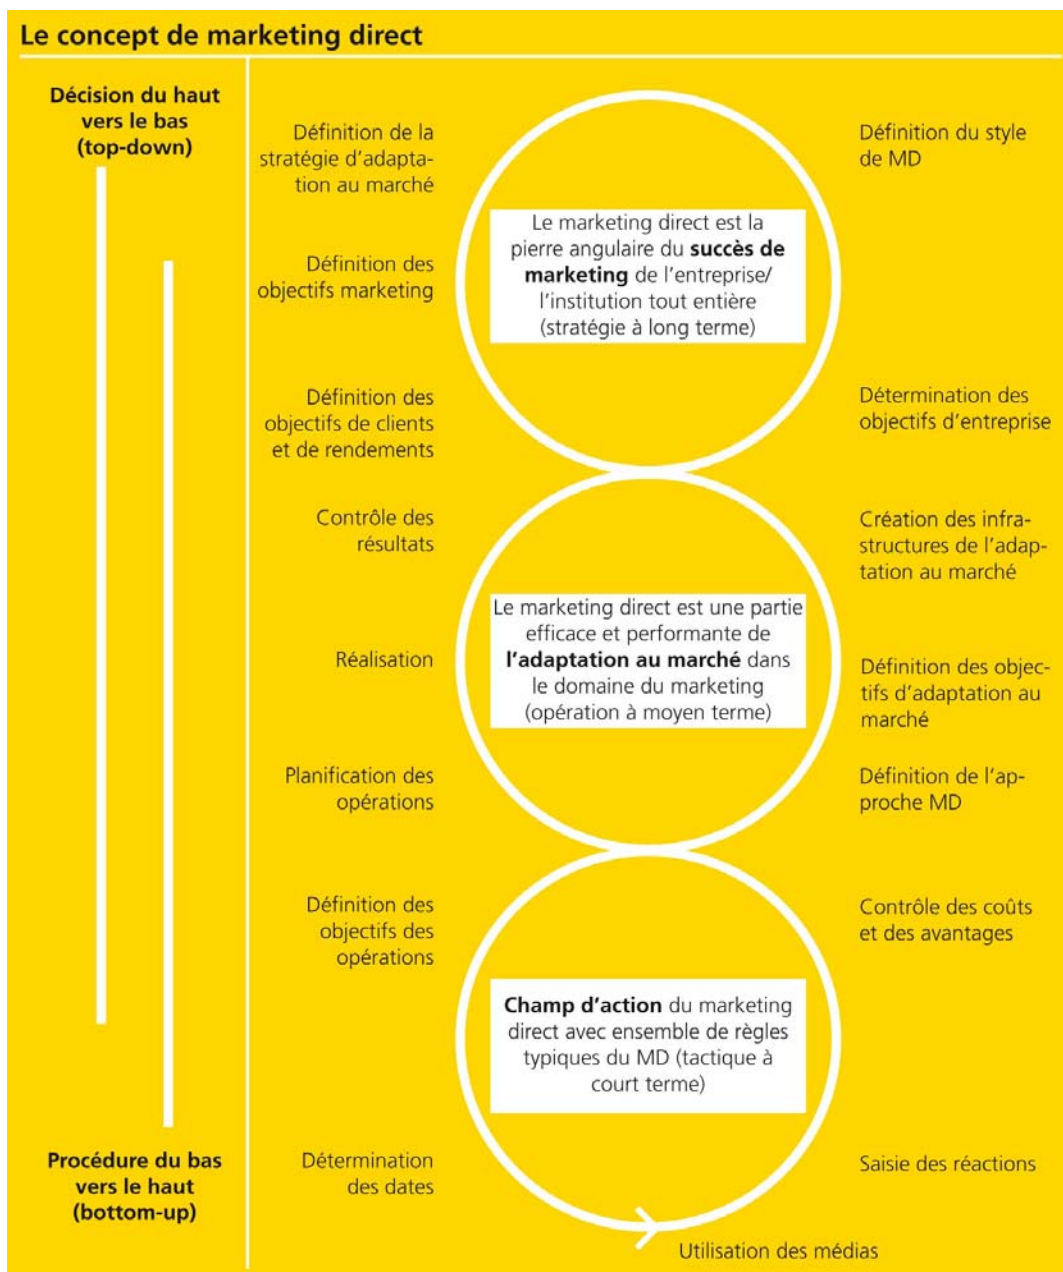 Le concept de marketing direct
Décision du haut
vers le bas
(top-down)
Définition de la
stratégie d'adapta-
tion au marché
Définition du style
de MD
Le marketing direct est la
pierre angulaire du succès de
marketing de l'entreprise/
l'institution tout entière
(stratégie à long terme)
Définition des
objectifs marketing
Définition des
objectifs de clients
et de rendements
Détermination des
objectifs d'entreprise
Contrôle des
résultats
Création des infra-
structures de l'adap-
tation au marché
Le marketing direct est une partie
efficace et performante de
l'adaptation au marché dans
le domaine du marketing
(opération à moyen terme)
Réalisation
Définition des objec-
tifs d'adaptation au
marché
Planification des
opérations
Définition de l'ap-
proche MD
Définition des
objectifs des
opérations
Contrôle des coûts
et des avantages
Champ d'action du marketing
direct avec ensemble de règles
typiques du MD (tactique à
court terme)
Procédure du bas
vers le haut
(bottom-up)
Détermination
des dates
Saisie des réactions
Utilisation des médias